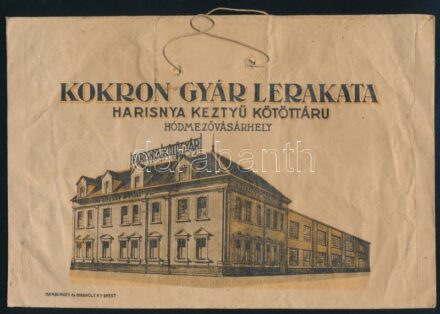 KOKRON GYÁR LERAKATA
HARISNYA KEZTYŰ KÖTÖTTÁRU
HÓDMEZŐVÁSÁRHELY
darabanth